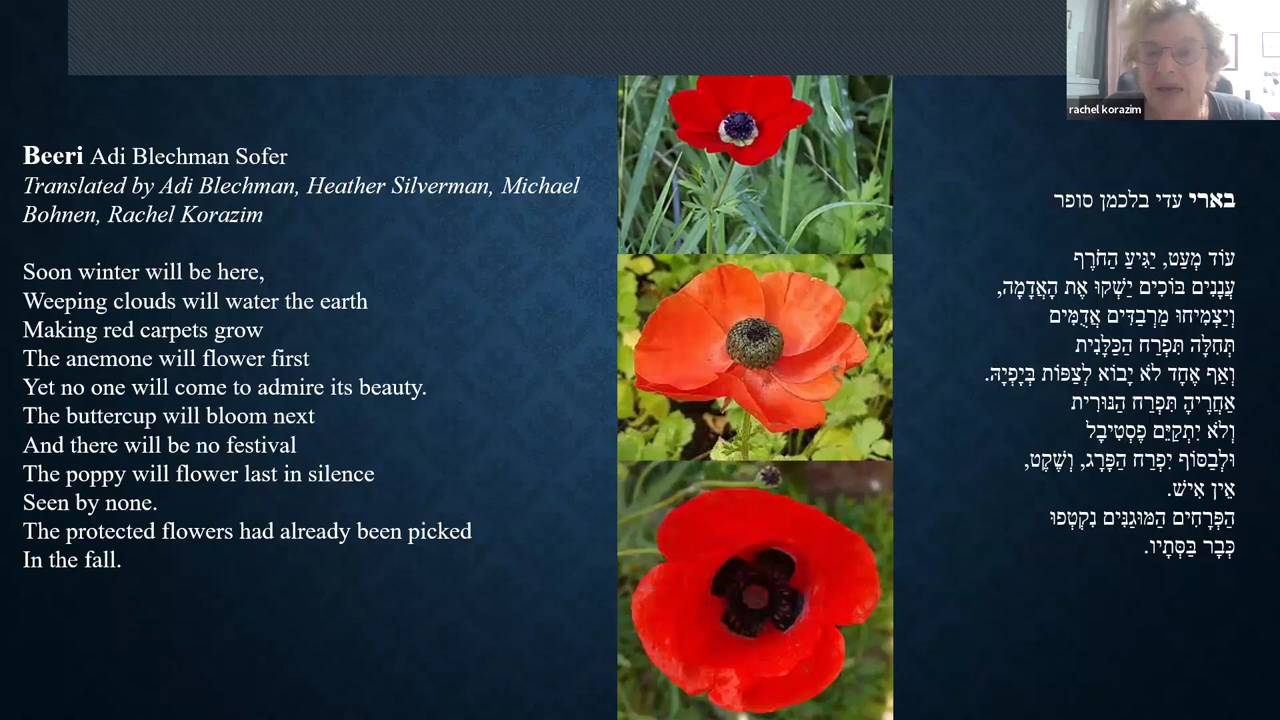 Beeri Adi Blechman Sofer
Translated by Adi Blechman, Heather Silverman, Michael
Bohnen, Rachel Korazim
Soon winter will be here,
Weeping clouds will water the earth
Making red carpets grow
The anemone will flower first
Yet no one will come to admire its beauty.
The buttercup will bloom next
And there will be no festival
The poppy will flower last in silence
Seen by none.
The protected flowers had already been picked
In the fall.
rachel korazim
בארי עדי בלכמן סופר
עוֹד מְעַט, יַגִּיעַ הַחֹרֶף
עֲנָנִים בּוֹכִים יַשְׁקוּ אֶת הָאֲדָמָה,
וְיַצְמִיחוּ מַרְבַדִּים אֲדֻמִּים
תְּחִלָּה תִּפְרַח הַכַּלָּנִית
וְאַף אֶחָד לֹא יָבוֹא לִצְפּוֹת בְּיָפְיָהּ.
אַחֲרֶיהָ תִּפְרַח הַנּוּרִית
וְלֹא יִתְקַיֵּם פֶסְטִיבָל
וּלְבַסּוֹף יִפְרַח הַפָּרָג, וְשֶׁקֶט,
אֵין אִישׁ.
הַפְּרָחִים הַמּוּגַנִּים נִקְטְפוּ
כְּבָר בַּסְּתָיו.